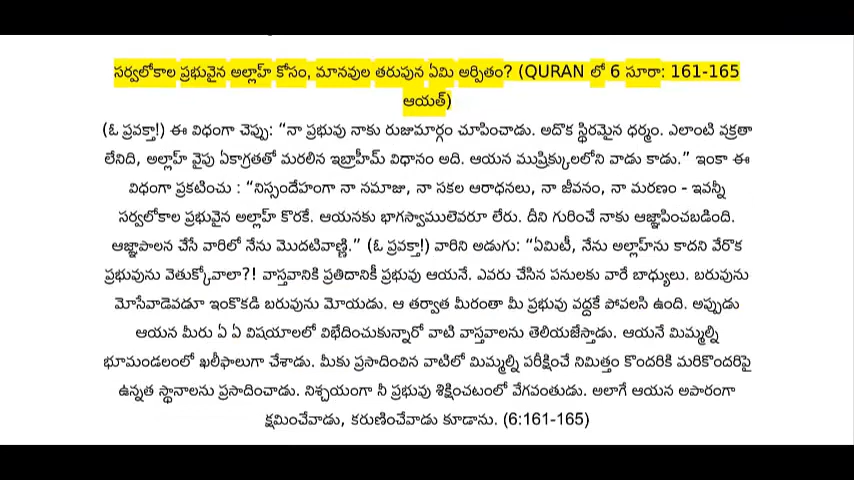 సర్వలోకాల ప్రభువైన అల్లాహ్ కోసం, మానవుల తరుపున ఏమి అర్పితం? (QURAN లో 6 సూరా: 161-165
ఆయత్)
(ఓ ప్రవక్తా!) ఈ విధంగా చెప్పు: “నా ప్రభువు నాకు రుజుమార్గం చూపించాడు. అదొక స్థిరమైన ధర్మం. ఎలాంటి వక్రతా
లేనిది, అల్లాహ్ వైపు ఏకాగ్రతతో మరలిన ఇబ్రాహీమ్ విధానం అది. ఆయన ముష్రిక్కులలోని వాడు కాడు.” ఇంకా ఈ
విధంగా ప్రకటించు : “నిస్సందేహంగా నా నమాజు, నా సకల ఆరాధనలు, నా జీవనం, నా మరణం - ఇవన్నీ
సర్వలోకాల ప్రభువైన అల్లాహ్ కొరకే. ఆయనకు భాగస్వాములెవరూ లేరు. దీని గురించే నాకు ఆజ్ఞాపించబడింది.
ఆజ్ఞాపాలన చేసే వారిలో నేను మొదటివాణ్ణి.” (ఓ ప్రవక్తా!) వారిని అడుగు: “ఏమిటీ, నేను అల్లాహ్‌ను కాదని వేరొక
ప్రభువును వెతుక్కోవాలా?! వాస్తవానికి ప్రతిదానికీ ప్రభువు ఆయనే. ఎవరు చేసిన పనులకు వారే బాధ్యులు. బరువును
మోసేవాడెవడూ ఇంకొకడి బరువును మోయడు. ఆ తర్వాత మీరంతా మీ ప్రభువు వద్దకే పోవలసి ఉంది. అప్పుడు
ఆయన మీరు ఏ ఏ విషయాలలో విభేదించుకున్నారో వాటి వాస్తవాలను తెలియజేస్తాడు. ఆయనే మిమ్మల్ని
భూమండలంలో ఖలీఫాలుగా చేశాడు. మీకు ప్రసాదించిన వాటిలో మిమ్మల్ని పరీక్షించే నిమిత్తం కొందరికి మరికొందరిపై
ఉన్నత స్థానాలను ప్రసాదించాడు. నిశ్చయంగా నీ ప్రభువు శిక్షించటంలో వేగవంతుడు. అలాగే ఆయన అపారంగా
క్షమించేవాడు, కరుణించేవాడు కూడాను. (6:161-165)